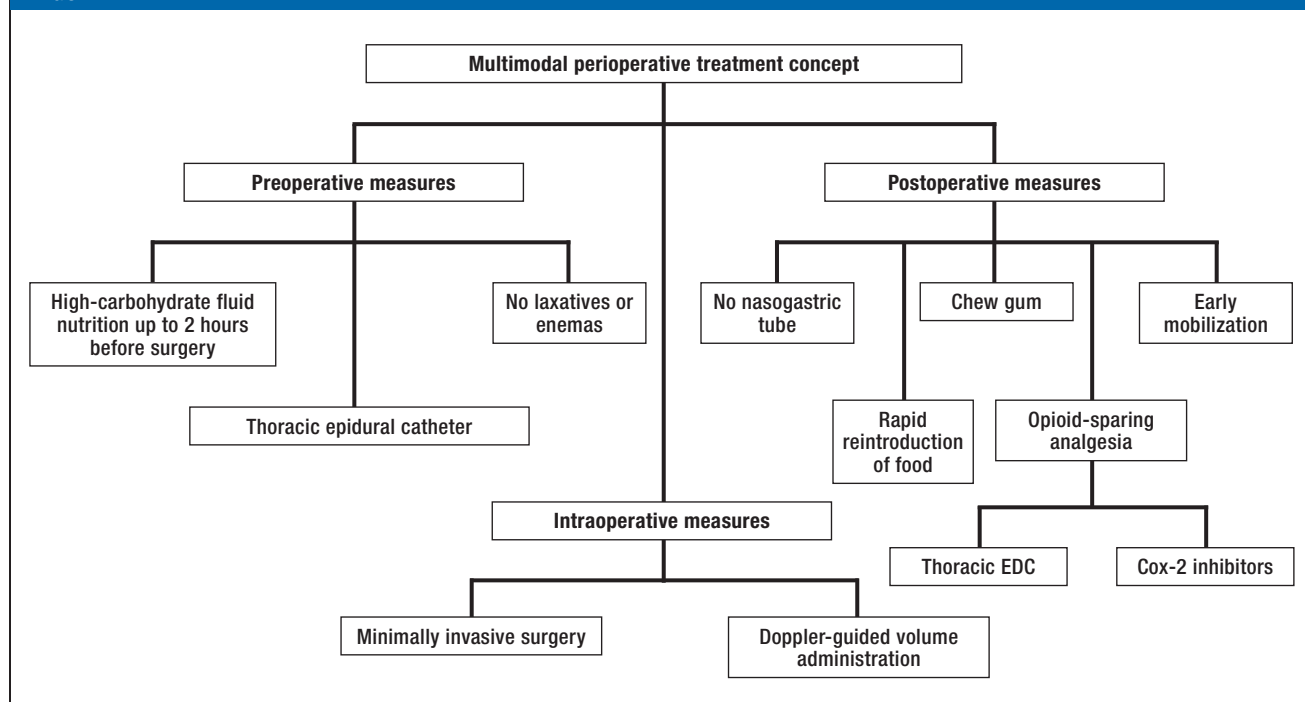 Multimodal perioperative treatment concept
Preoperative measures
Postoperative measures
High-carbohydrate fluid
nutrition up to 2 hours
before surgery
No laxatives or
enemas
No nasogastric
tube
Chew gum
Early
mobilization
Thoracic epidural catheter
Rapid
reintroduction
of food
Opioid-sparing
analgesia
Intraoperative measures
Thoracic EDC
Cox-2 inhibitors
Minimally invasive surgery
Doppler-guided volume
administration